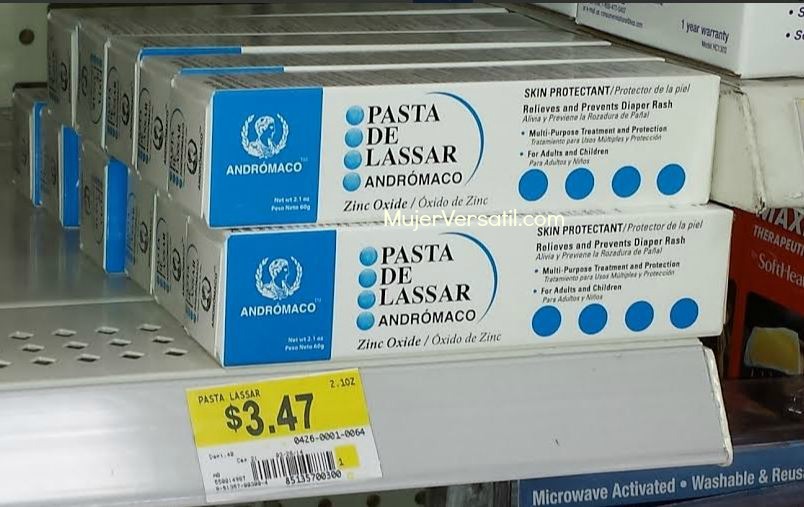 1 year warranty
PASTA
DE
LASSAR
ANDRÓMACO
Zinc Oxide / Óxido de Zinc
ANDRÓMACO™
Net wt 2.1 oz
Peso Neto 60g
SKIN PROTECTANT/Protector de la piel
Relieves and Prevents Diaper Rash
Alivia y Previene la Rozadura de Pañal
• Multi-Purpose Treatment and Protection
Tratamiento para Usos Múltiples y Protección
• For Adults and Children
Para Adultos y Niños
MujerVersatil.com
PASTA
DE
LASSAR
ANDRÓMACO
Zinc Oxide / Óxido de Zinc
ANDRÓMACO™
Net wt 2.1 oz
Peso Neto 60g
SKIN PROTECTANT/Protector de la piel
Relieves and Prevents Diaper Rash
Alivia y Previene la Rozadura de Pañal
• Multi-Purpose Treatment and Protection
Tratamiento para Usos Múltiples y Protección
• For Adults and Children
Para Adultos y Niños
THERAPEUTI
SoftHea
PASTA LASSAR 2.1OZ
$3.47
0426-0001-0064
85135700300
1
Microwave Activated • Washable & Reus